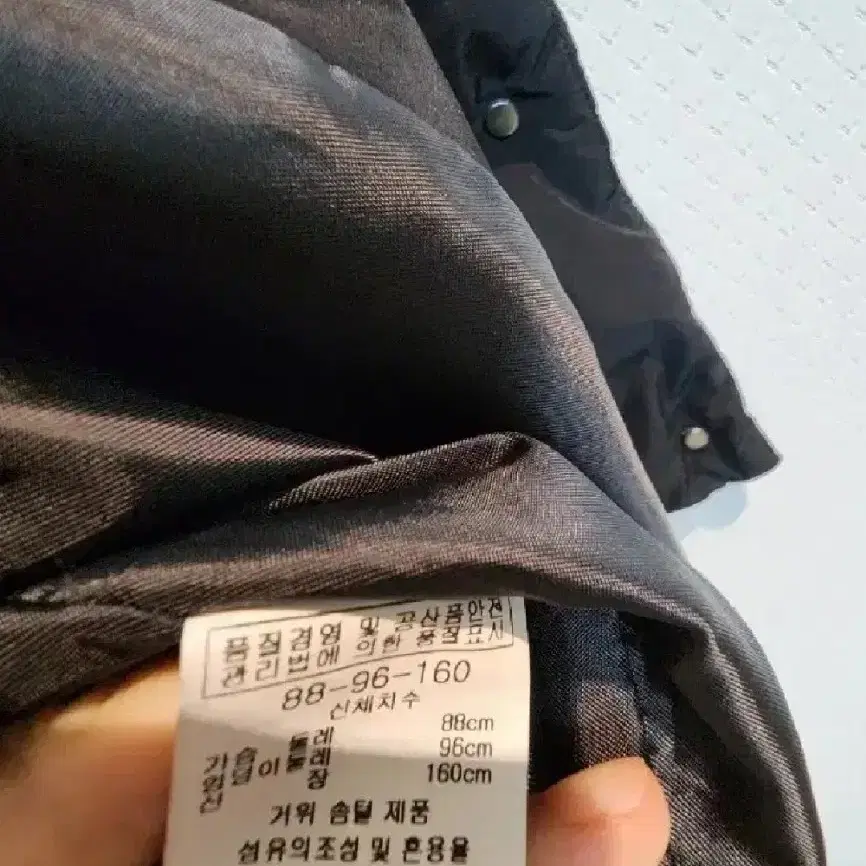 품질경영 및 공산품안전
관리법에 의한 품질표시
88-96-160
신체치수
가슴둘레 88cm
엉덩이둘레 96cm
신장 160cm
거위 솜털 제품
섬유의조성 및 혼용율